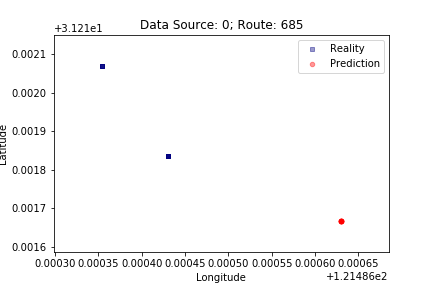 Data Source: 0; Route: 685
+3.121e1
Reality
Prediction
0.0021
0.0020
0.0019
0.0018
0.0017
0.0016
Latitude
0.00030 0.00035 0.00040 0.00045 0.00050 0.00055 0.00060 0.00065
Longitude
+1.21486e2